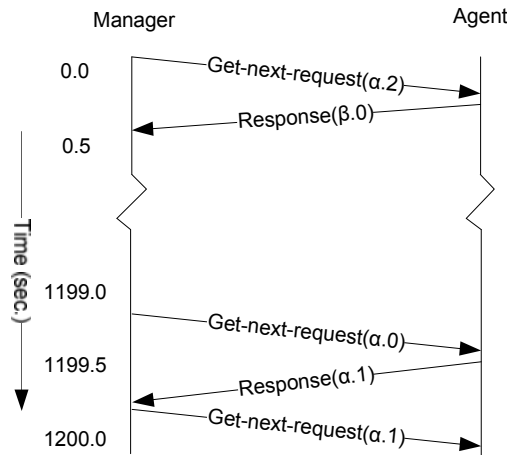 Manager
Agent
0.0
Get-next-request(α.2)
Response(β.0)
0.5
Time (sec.)
1199.0
Get-next-request(α.0)
1199.5
Response(α.1)
Get-next-request(α.1)
1200.0